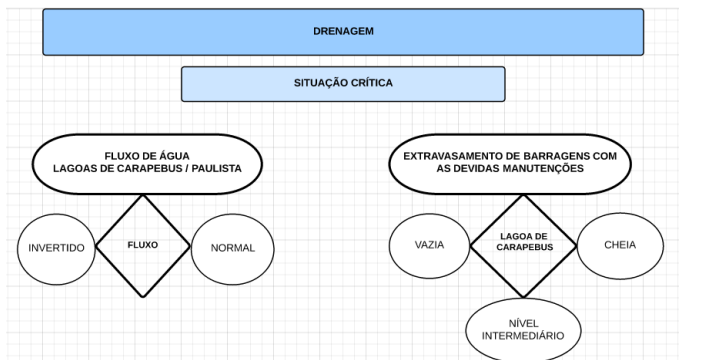 DRENAGEM
SITUAÇÃO CRÍTICA
FLUXO DE ÁGUA
LAGOAS DE CARAPEBUS / PAULISTA
INVERTIDO
FLUXO
NORMAL
EXTRAVASAMENTO DE BARRAGENS COM
AS DEVIDAS MANUTENÇÕES
VAZIA
LAGOA DE
CARAPEBUS
CHEIA
NÍVEL
INTERMEDIÁRIO